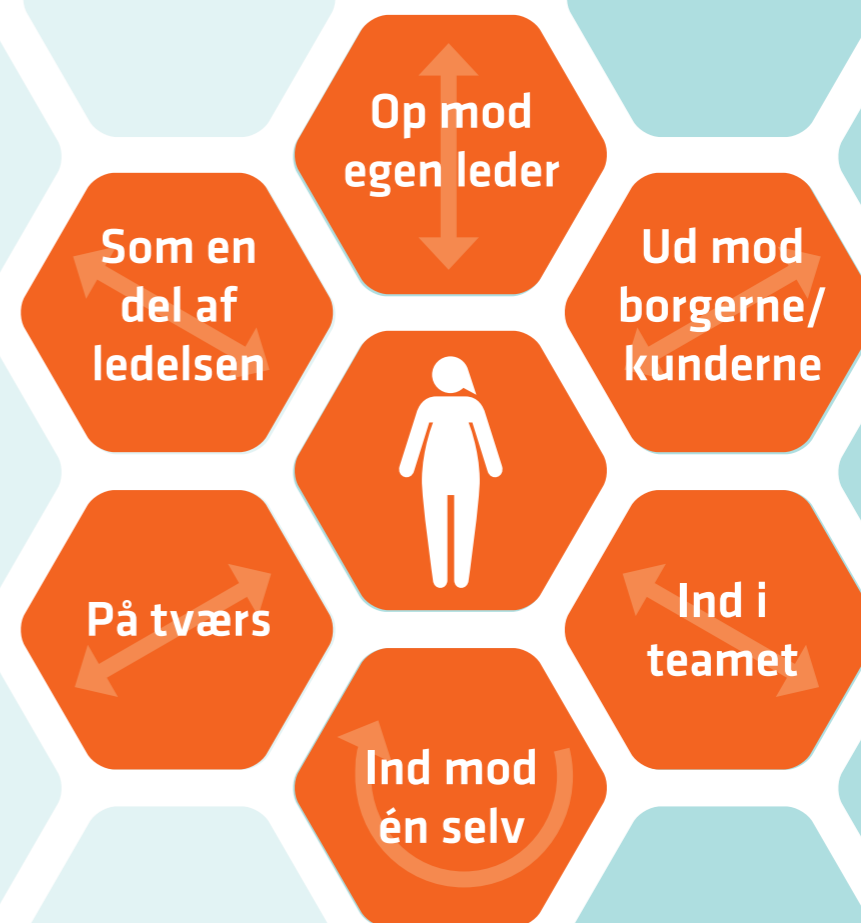 Op mod
egen leder
Som en
del af
ledelsen
Ud mod
borgerne/
kunderne
På tværs
Ind i
teamet
Ind mod
én selv